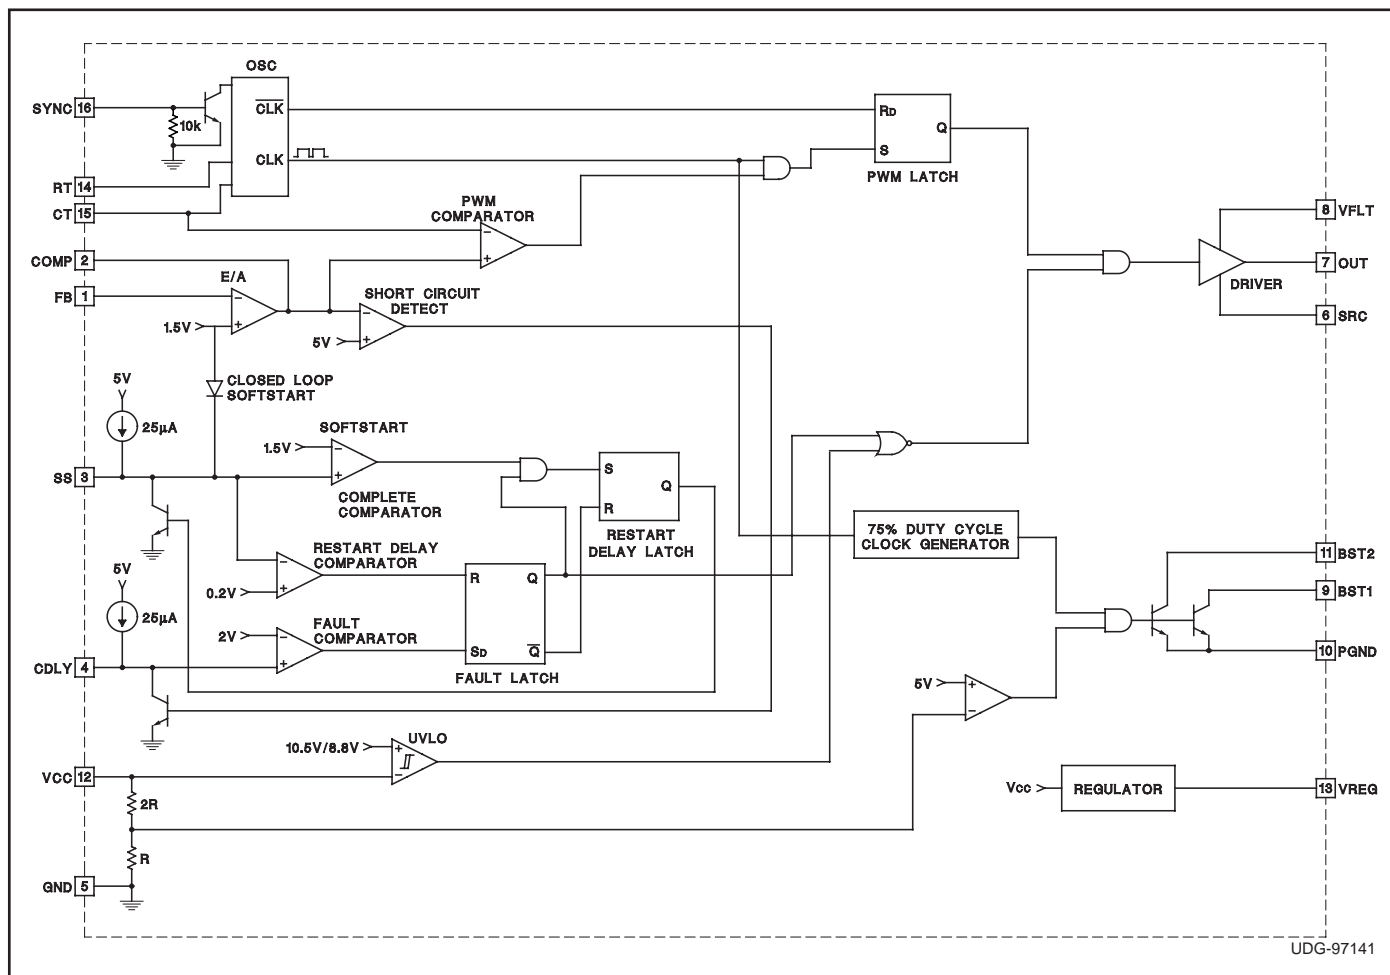 OSC
SYNC 16
CLK
10k
RD
Q
CLK
S
RT 14
PWM LATCH
CT 15
PWM
COMPARATOR
8 VFLT
COMP 2
E/A
7 OUT
DRIVER
FB 1
SHORT CIRCUIT
DETECT
6 SRC
1.5V
5V
5V
CLOSED LOOP
SOFTSTART
25µA
SOFTSTART
1.5V
SS 3
S
Q
COMPLETE
COMPARATOR
R
75% DUTY CYCLE
CLOCK GENERATOR
RESTART
DELAY LATCH
RESTART DELAY
COMPARATOR
11 BST2
5V
R
Q
0.2V
9 BST1
25µA
FAULT
COMPARATOR
2V
SD
Q
10 PGND
CDLY 4
FAULT LATCH
5V
UVLO
10.5V/8.8V
VCC 12
Vcc
REGULATOR
13 VREG
2R
R
GND 5
UDG-97141